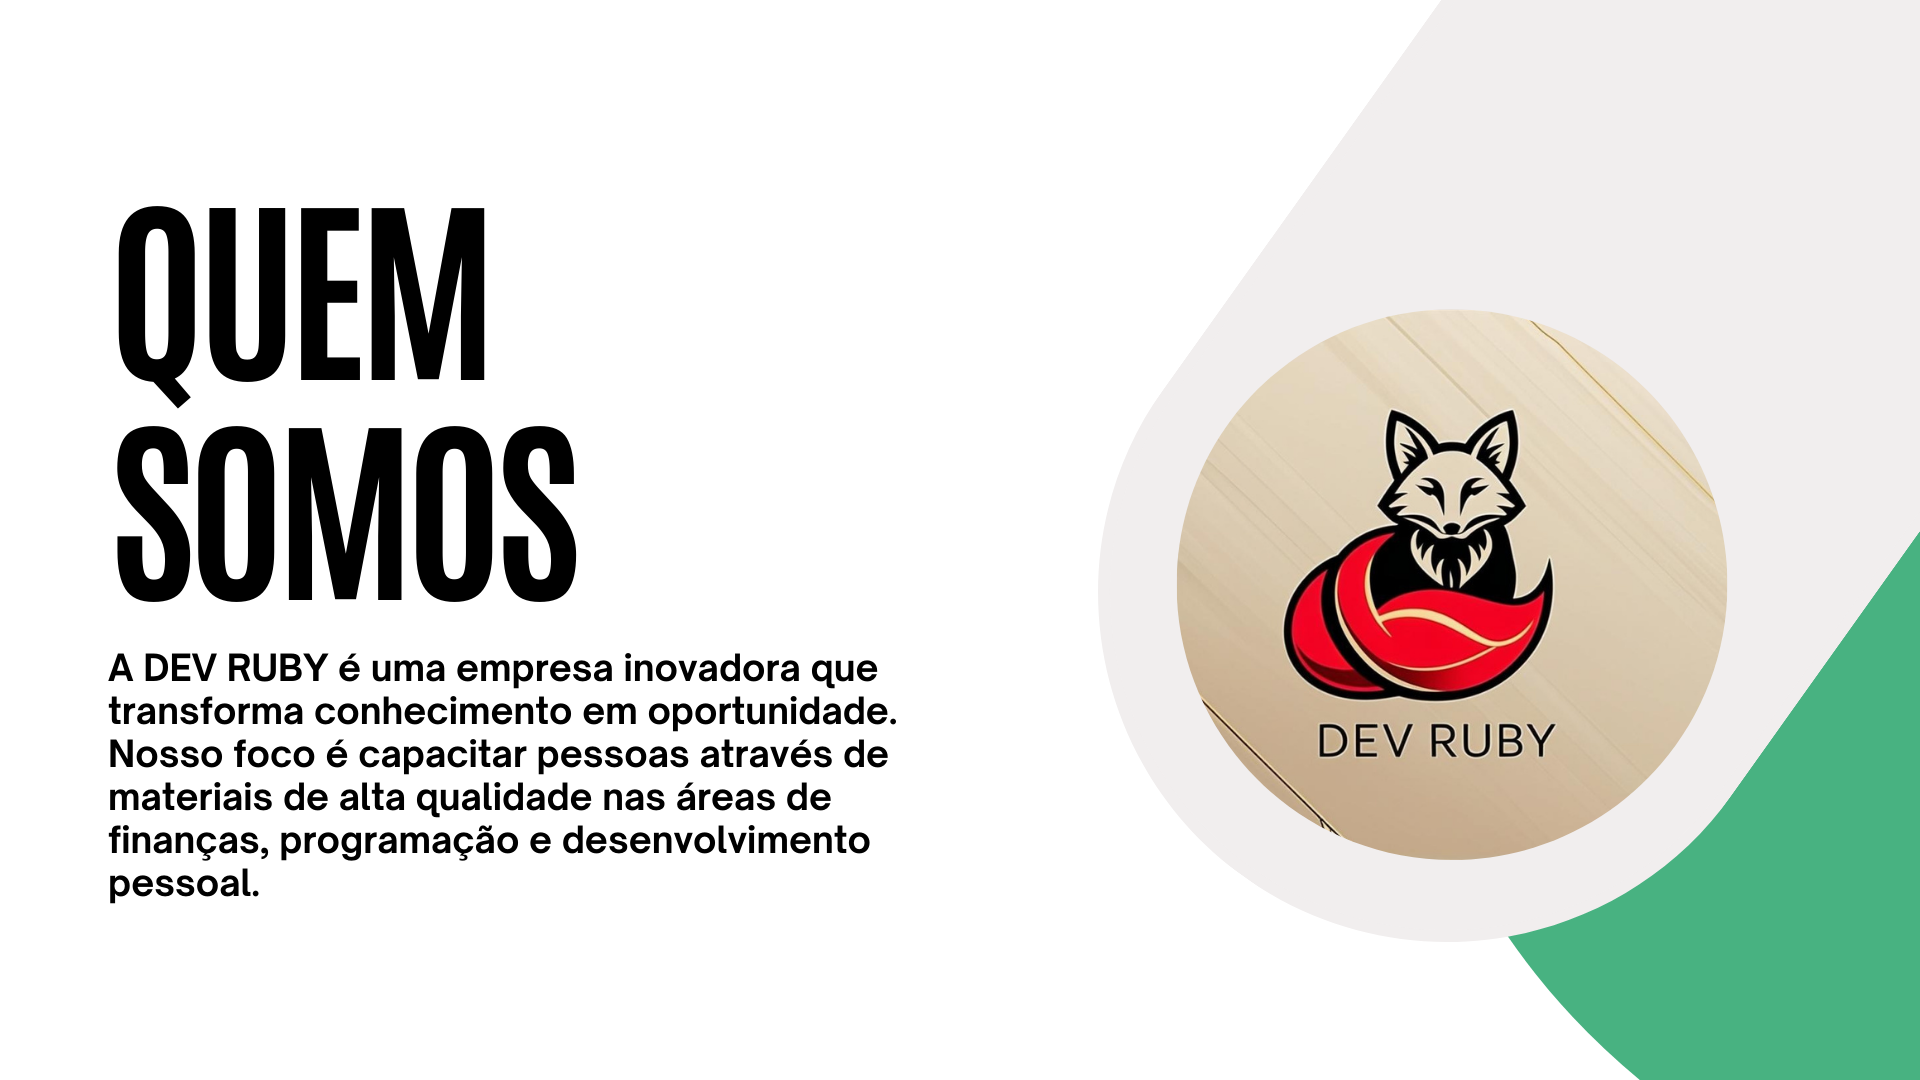 QUEM
SOMOS
A DEV RUBY é uma empresa inovadora que
transforma conhecimento em oportunidade.
Nosso foco é capacitar pessoas através de
materiais de alta qualidade nas áreas de
finanças, programação e desenvolvimento
pessoal.
DEV RUBY